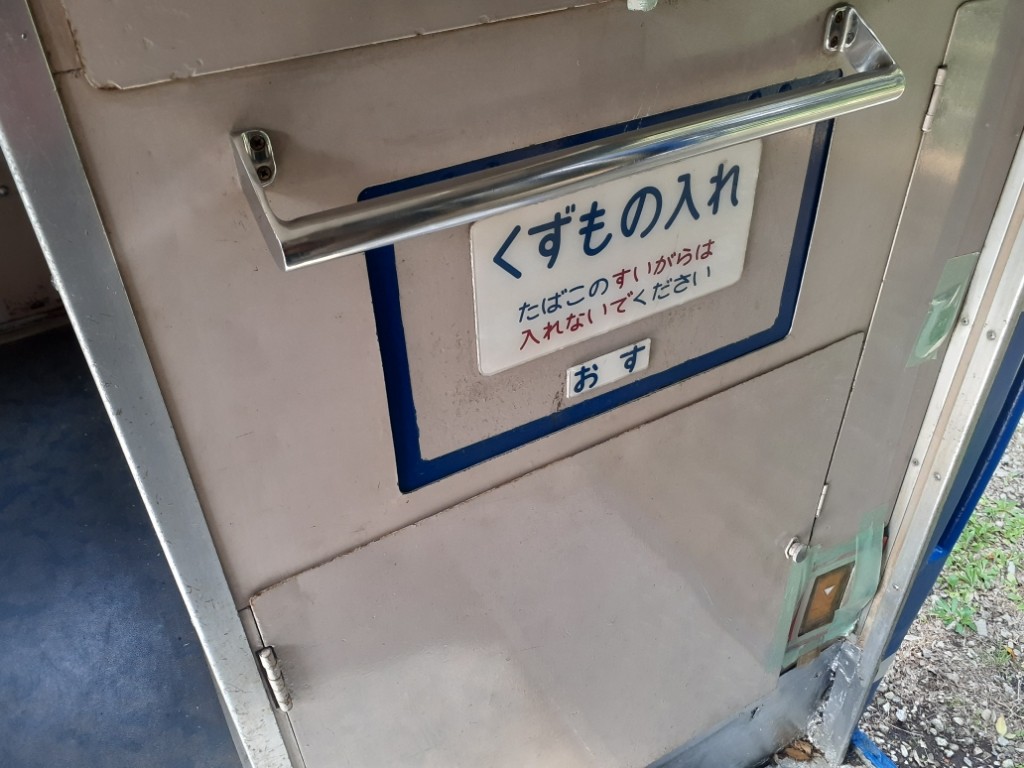 くずもの入れ
たばこのすいがらは
入れないでください
おす